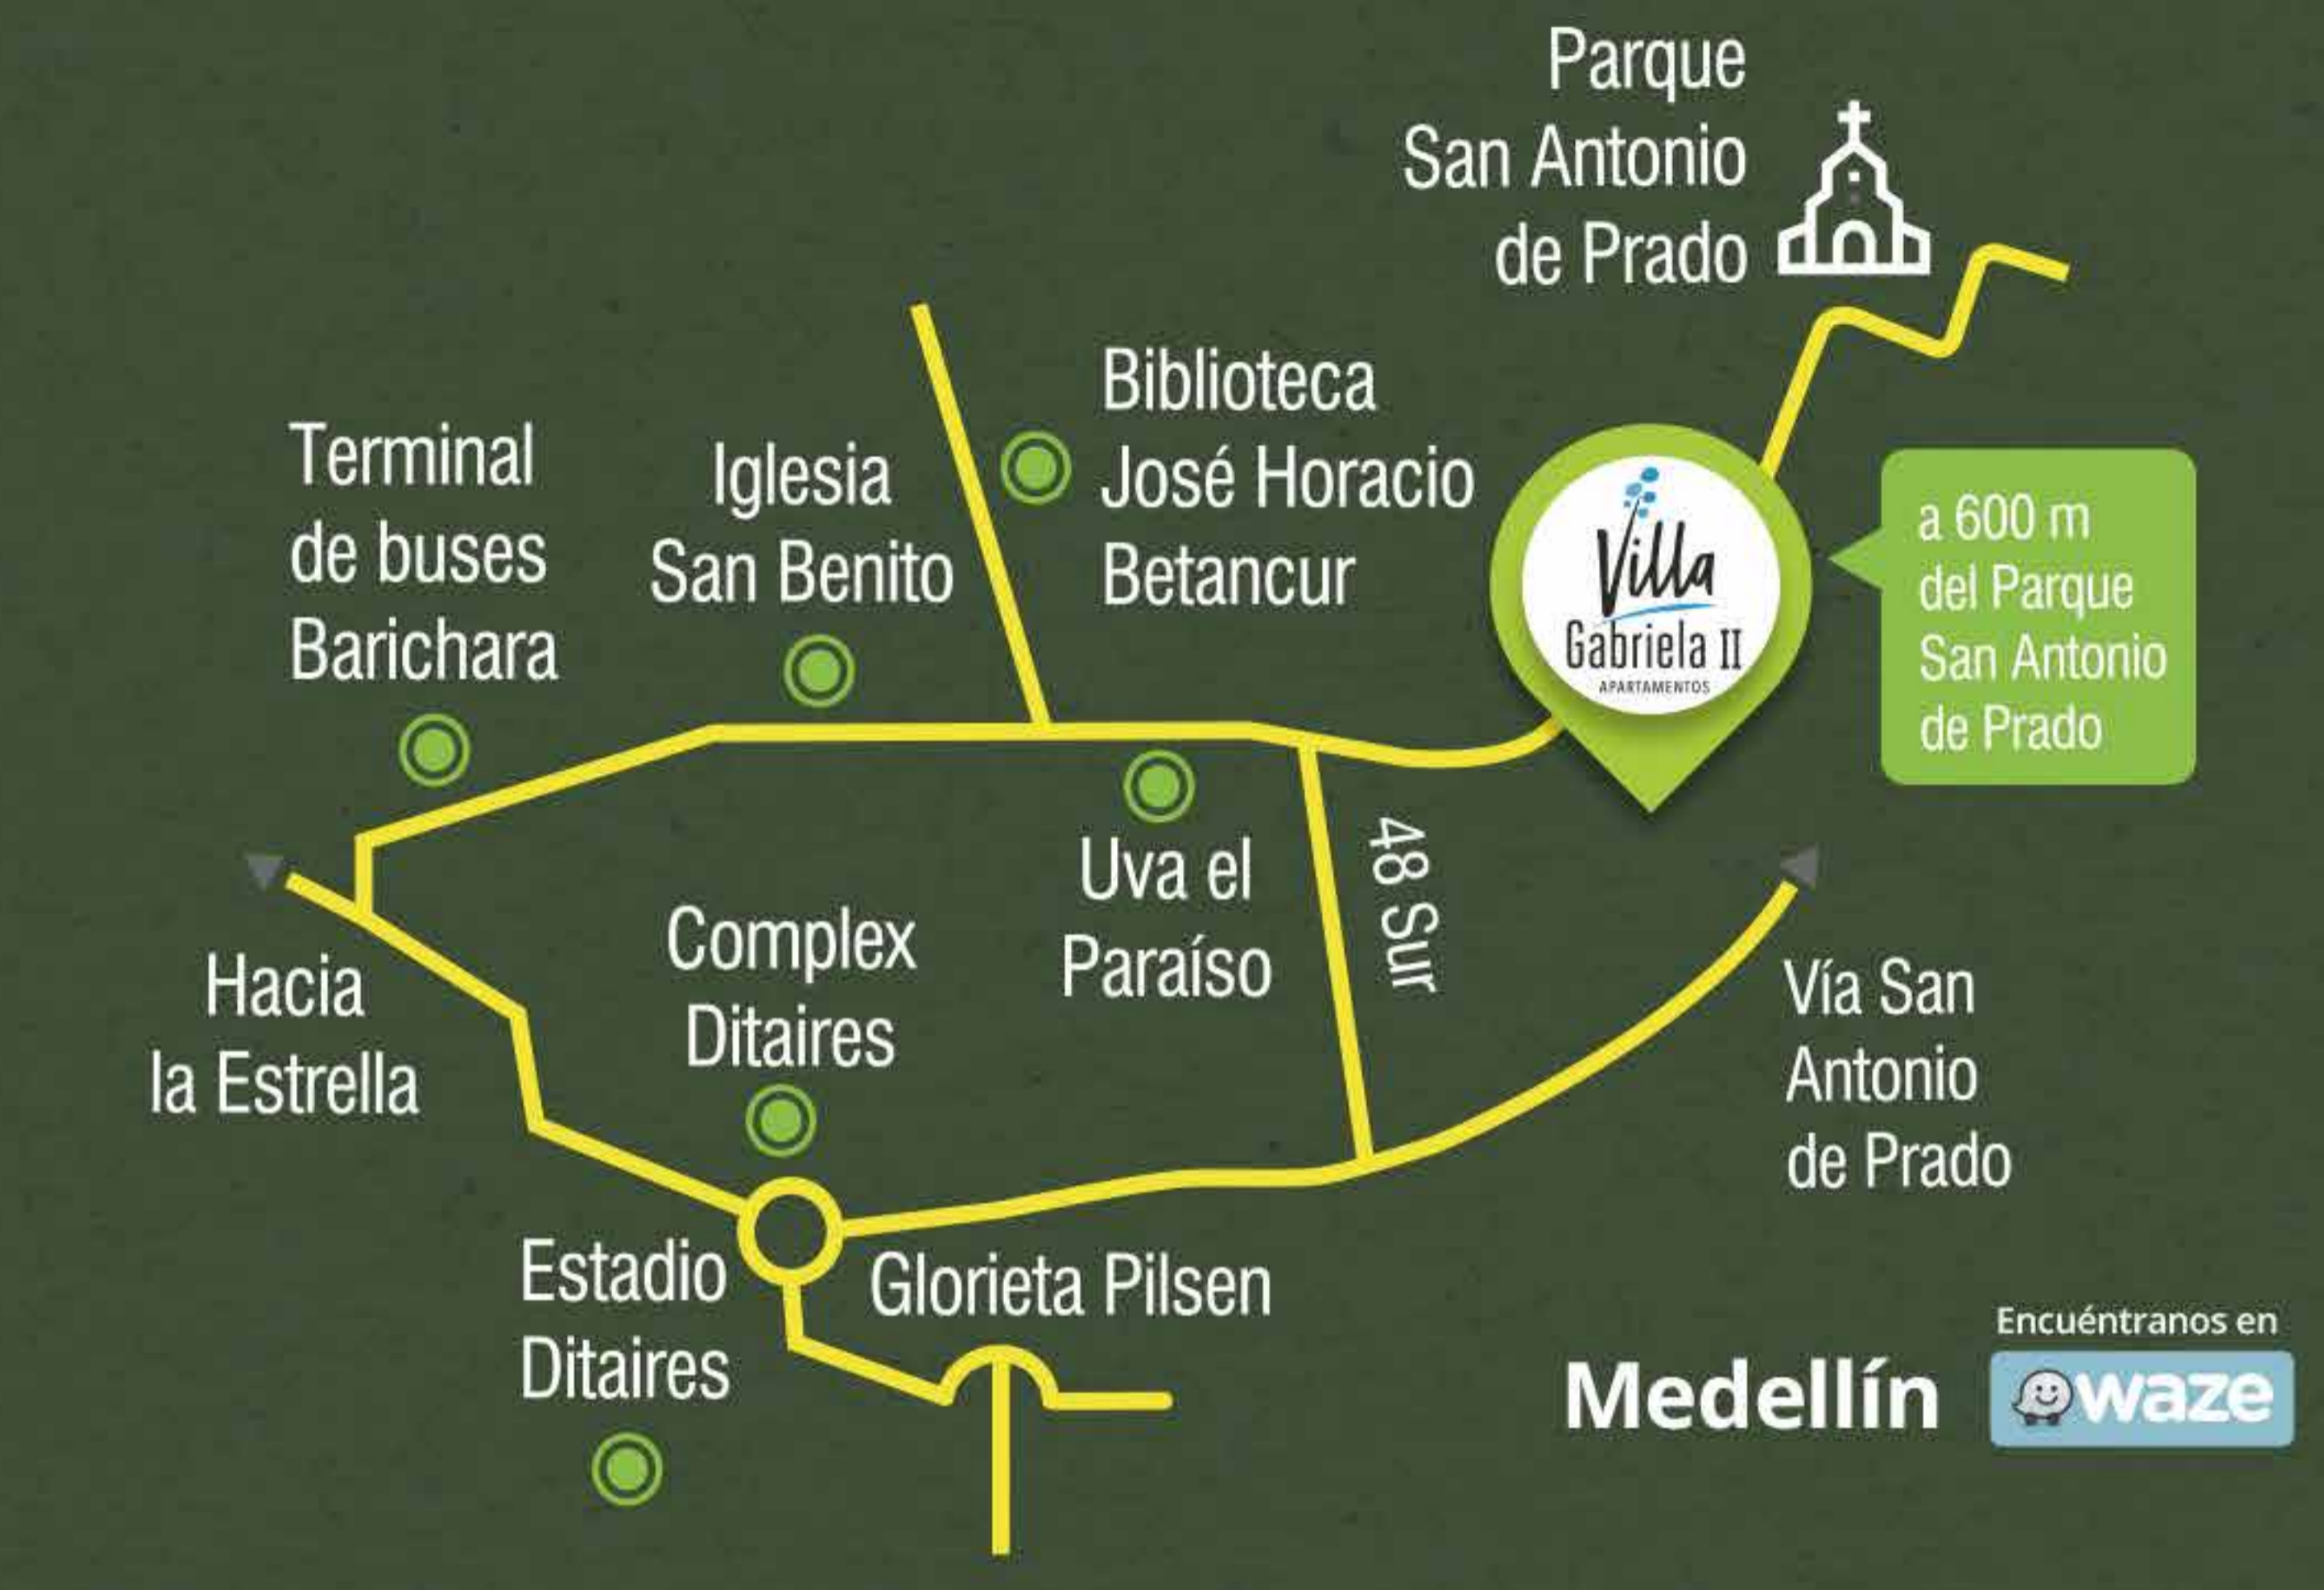 Parque
San Antonio
de Prado
Biblioteca
José Horacio
Betancur
Terminal
de buses
Barichara
Iglesia
San Benito
Villa
Gabriela II
APARTAMENTOS
a 600 m
del Parque
San Antonio
de Prado
Uva el
Paraíso
48 Sur
Hacia
la Estrella
Complex
Ditaires
Vía San
Antonio
de Prado
Estadio
Ditaires
Glorieta Pilsen
Medellín
Encuéntranos en
waze